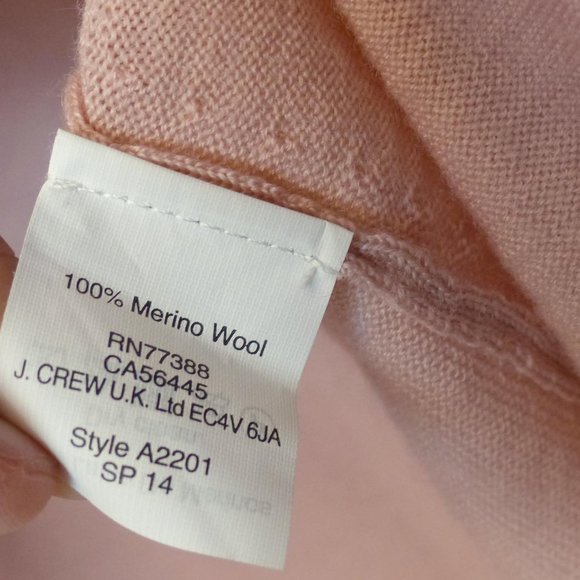 100% Merino Wool
RN77388
CA56445
J. CREW U.K. Ltd EC4V 6JA
Style A2201
SP 14